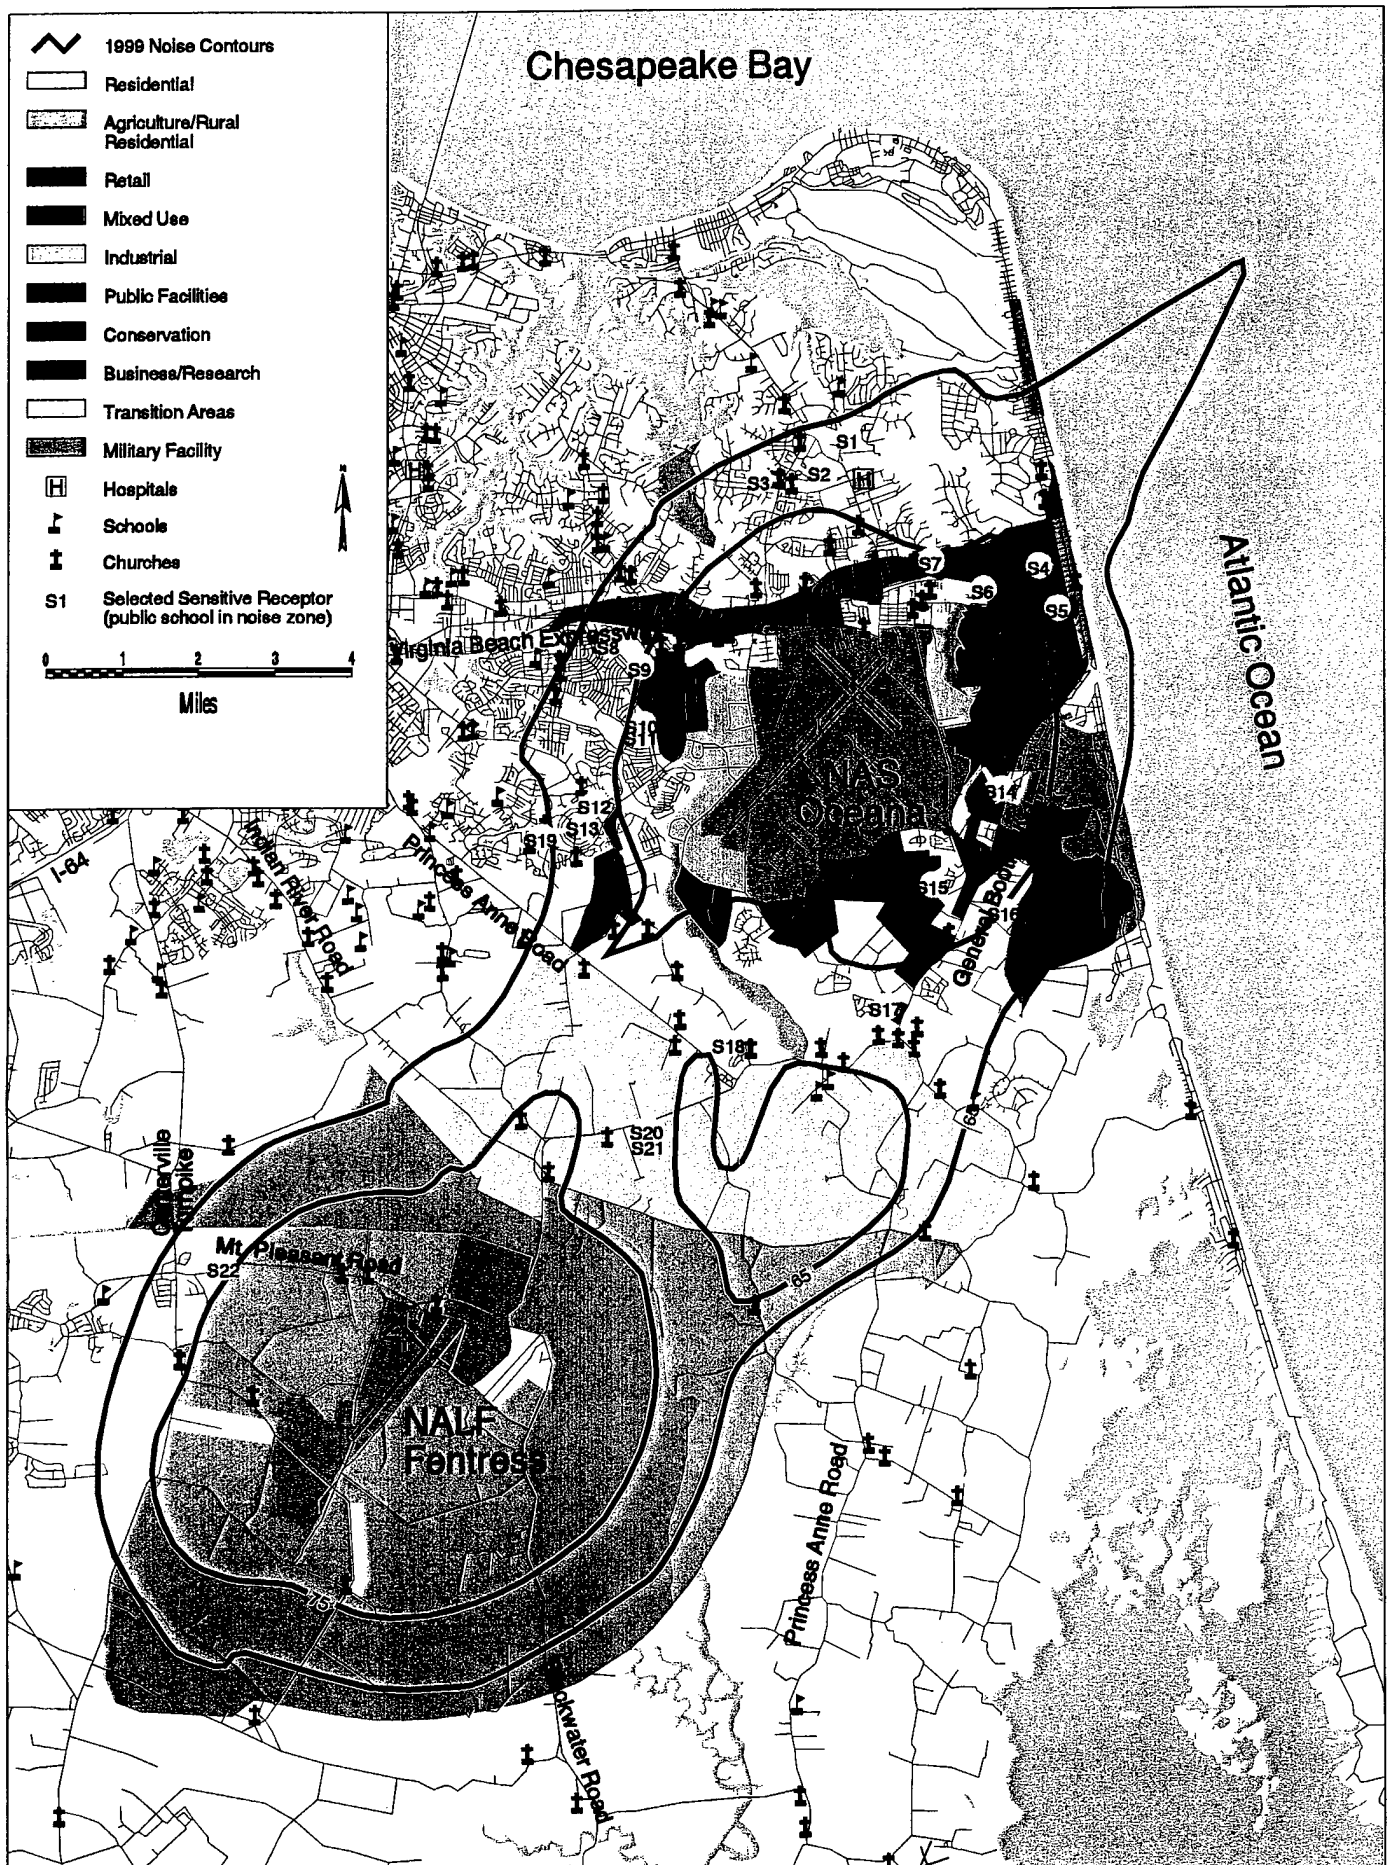 1999 Noise Contours
Residential
Agriculture/Rural
Residential
Retail
Mixed Use
Industrial
Public Facilities
Conservation
Business/Research
Transition Areas
Military Facility
H Hospitals
Schools
Churches
S1 Selected Sensitive Receptor
(public school in noise zone)
N
0 1 2 3 4
Miles
Chesapeake Bay
Atlantic Ocean
H
S1
S2
S3
H
S7
S4
S6
S5
Virginia Beach
S8
S9
S10
S11
NAS
Oceana
S14
S12
S13
S19
S15
S16
General
I-64
Indian River Road
Princess Anne Road
S17
S18
S20
S21
65
Mt. Pleasant Road
S22
65
NALF
Fentress
75
Princess Anne Road
Road